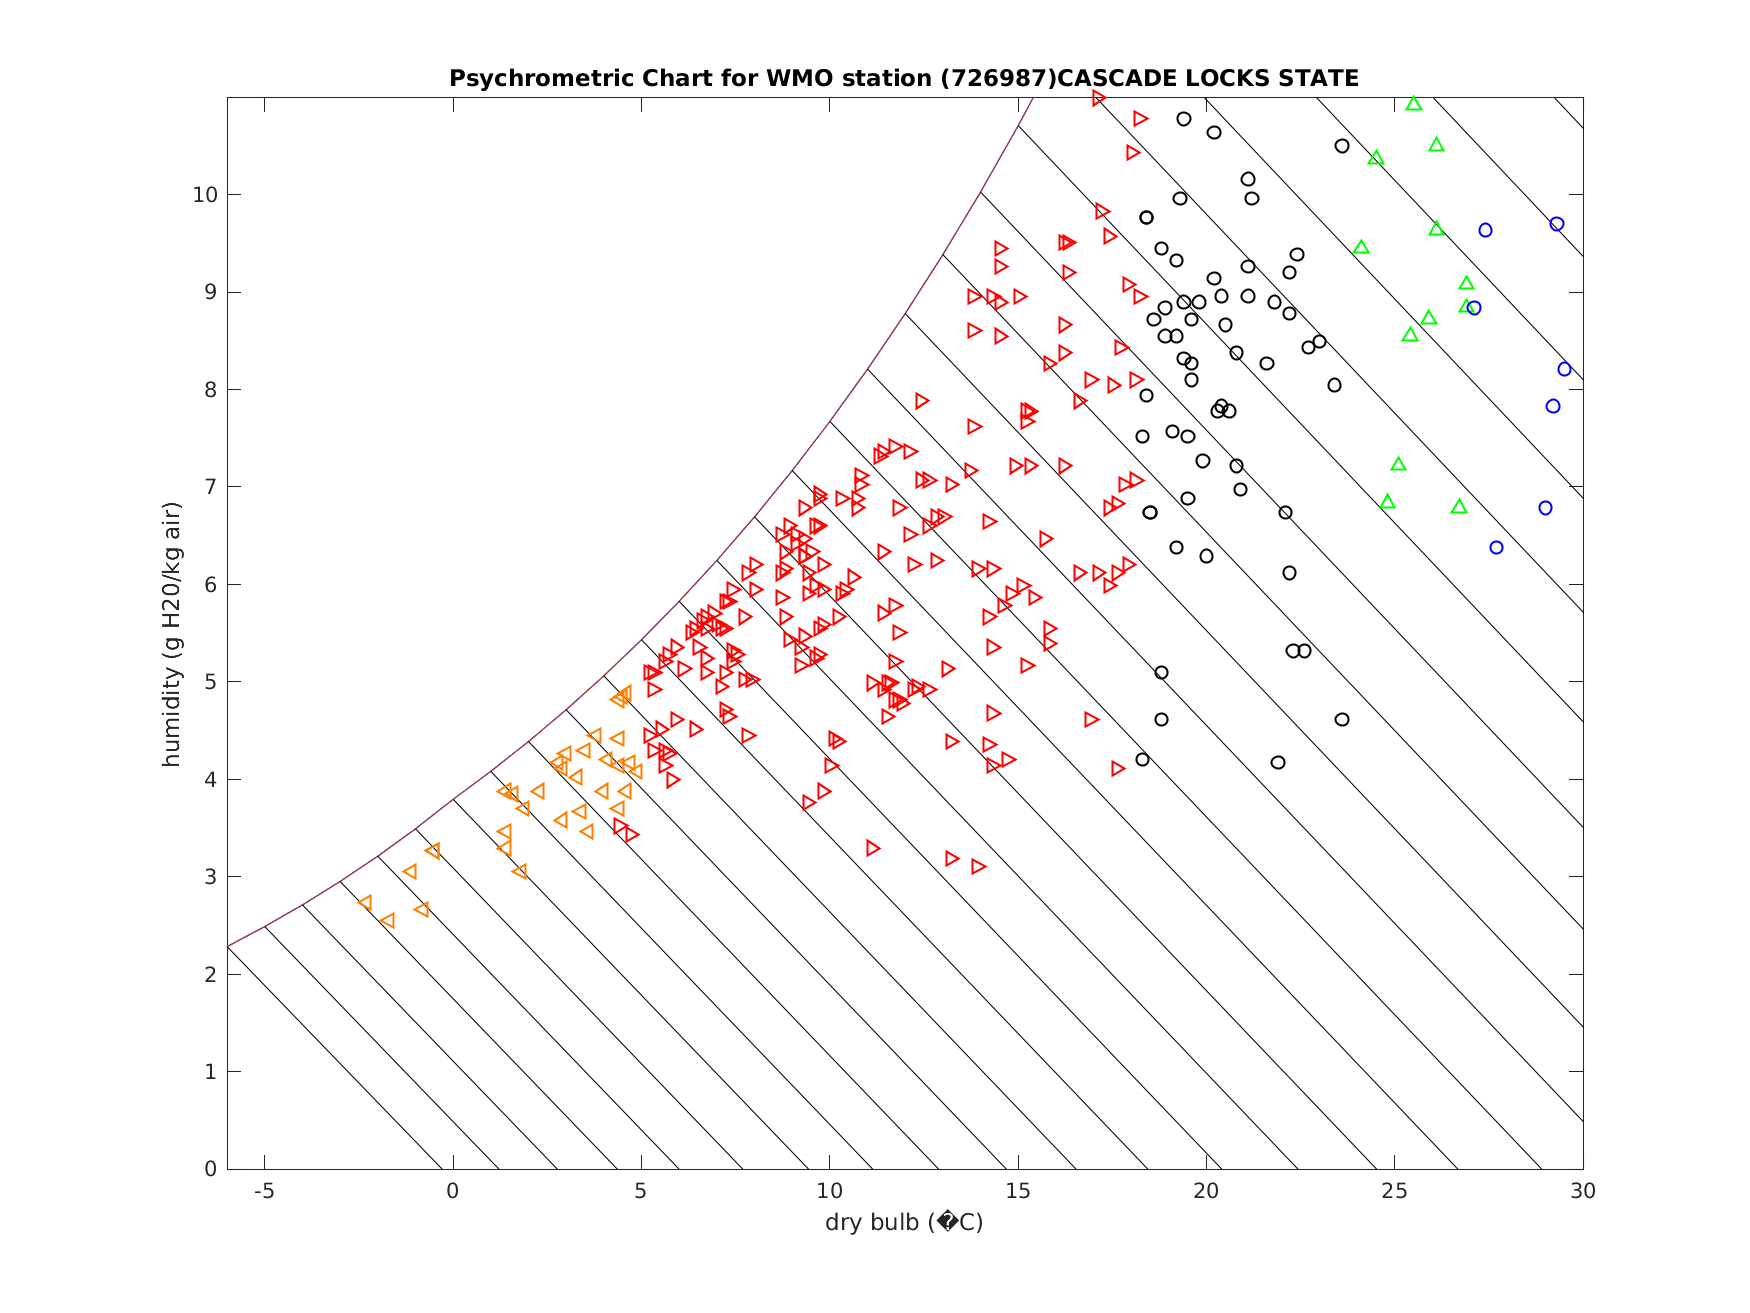 Psychrometric Chart for WMO station (726987)CASCADE LOCKS STATE
humidity (g H20/kg air)
10
9
8
7
6
5
4
3
2
1
0
-5 0 5 10 15 20 25 30
dry bulb (�C)